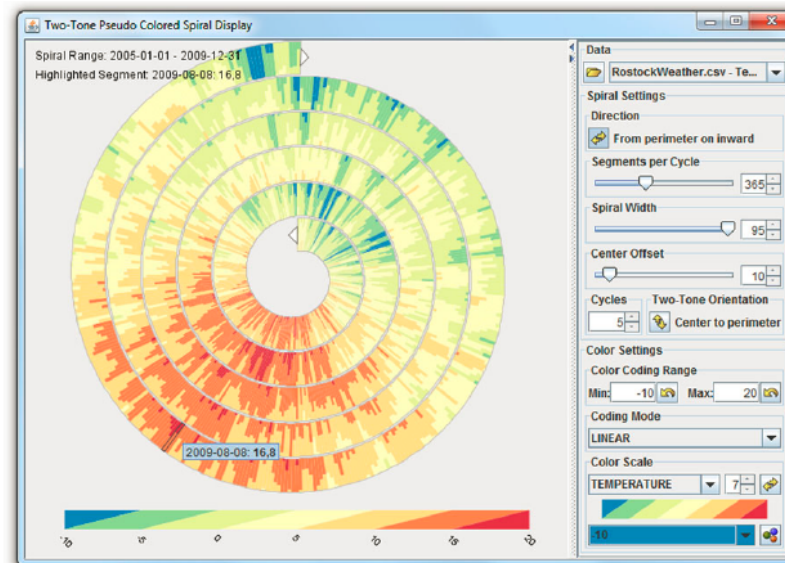 Two-Tone Pseudo Colored Spiral Display
Spiral Range: 2005-01-01 - 2009-12-31
Highlighted Segment: 2009-08-08: 16,8
2009-08-08: 16,8
-10 -5 0 5 10 15 20
Data
RostockWeather.csv - Te...
Spiral Settings
Direction
From perimeter on inward
Segments per Cycle
365
Spiral Width
95
Center Offset
10
Cycles Two-Tone Orientation
5 Center to perimeter
Color Settings
Color Coding Range
Min: -10 Max: 20
Coding Mode
LINEAR
Color Scale
TEMPERATURE 7
-10